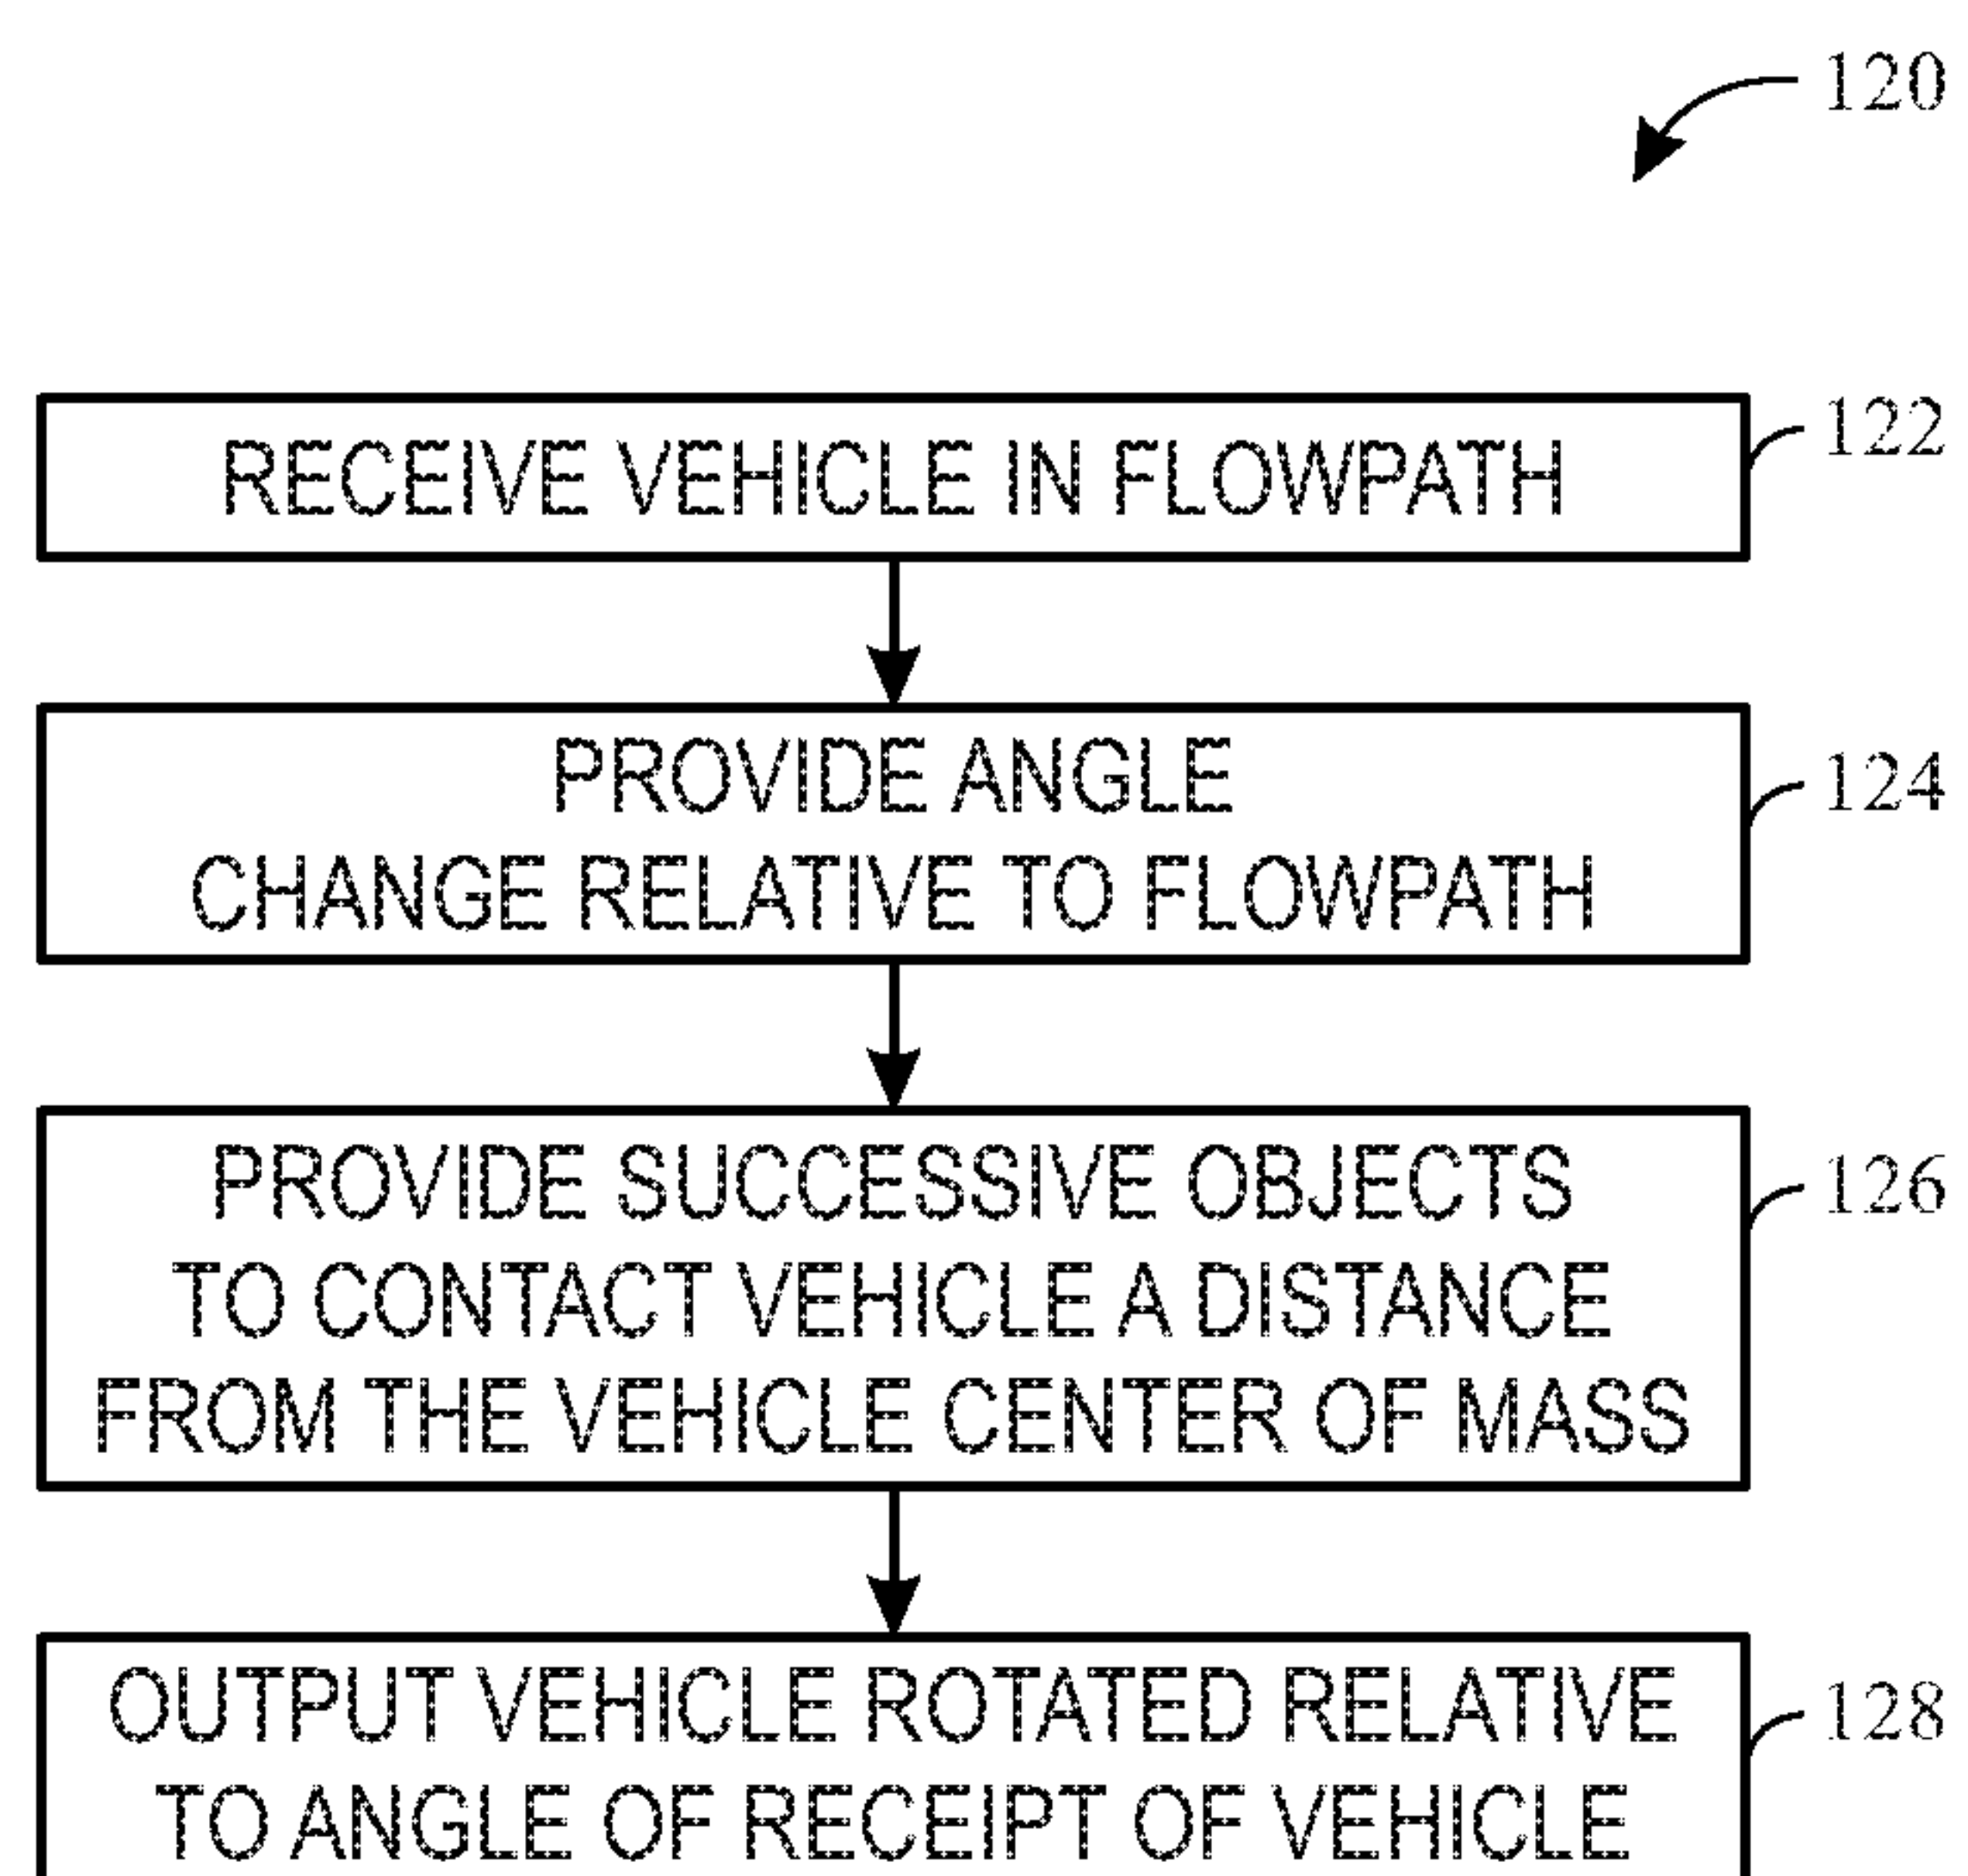 120
RECEIVE VEHICLE IN FLOWPATH
122
PROVIDE ANGLE
CHANGE RELATIVE TO FLOWPATH
124
PROVIDE SUCCESSIVE OBJECTS
TO CONTACT VEHICLE A DISTANCE
FROM THE VEHICLE CENTER OF MASS
126
OUTPUT VEHICLE ROTATED RELATIVE
TO ANGLE OF RECEIPT OF VEHICLE
128